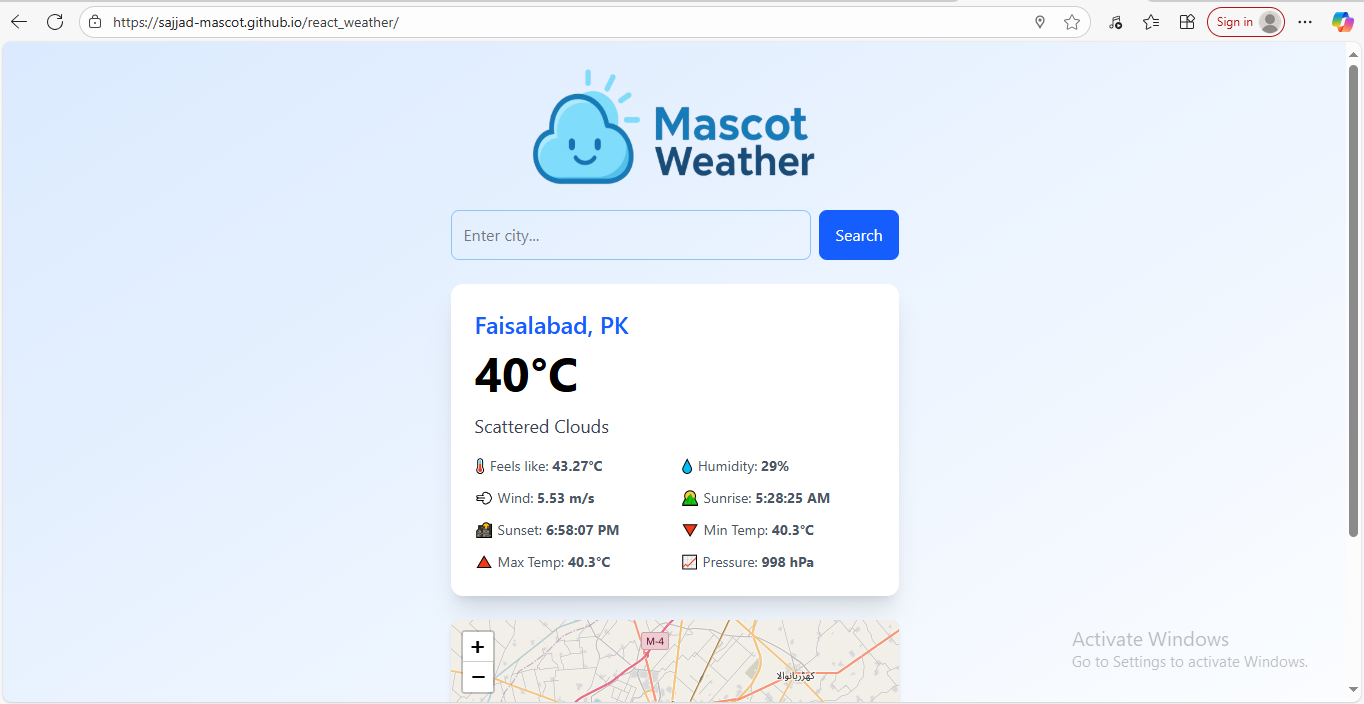 https://sajjad-mascot.github.io/react_weather/
Sign in
Mascot
Weather
Enter city...
Search
Faisalabad, PK
40°C
Scattered Clouds
Feels like: 43.27°C
Humidity: 29%
Wind: 5.53 m/s
Sunrise: 5:28:25 AM
Sunset: 6:58:07 PM
Min Temp: 40.3°C
Max Temp: 40.3°C
Pressure: 998 hPa
+
−
M-4
کھڑیانوالا
Activate Windows
Go to Settings to activate Windows.